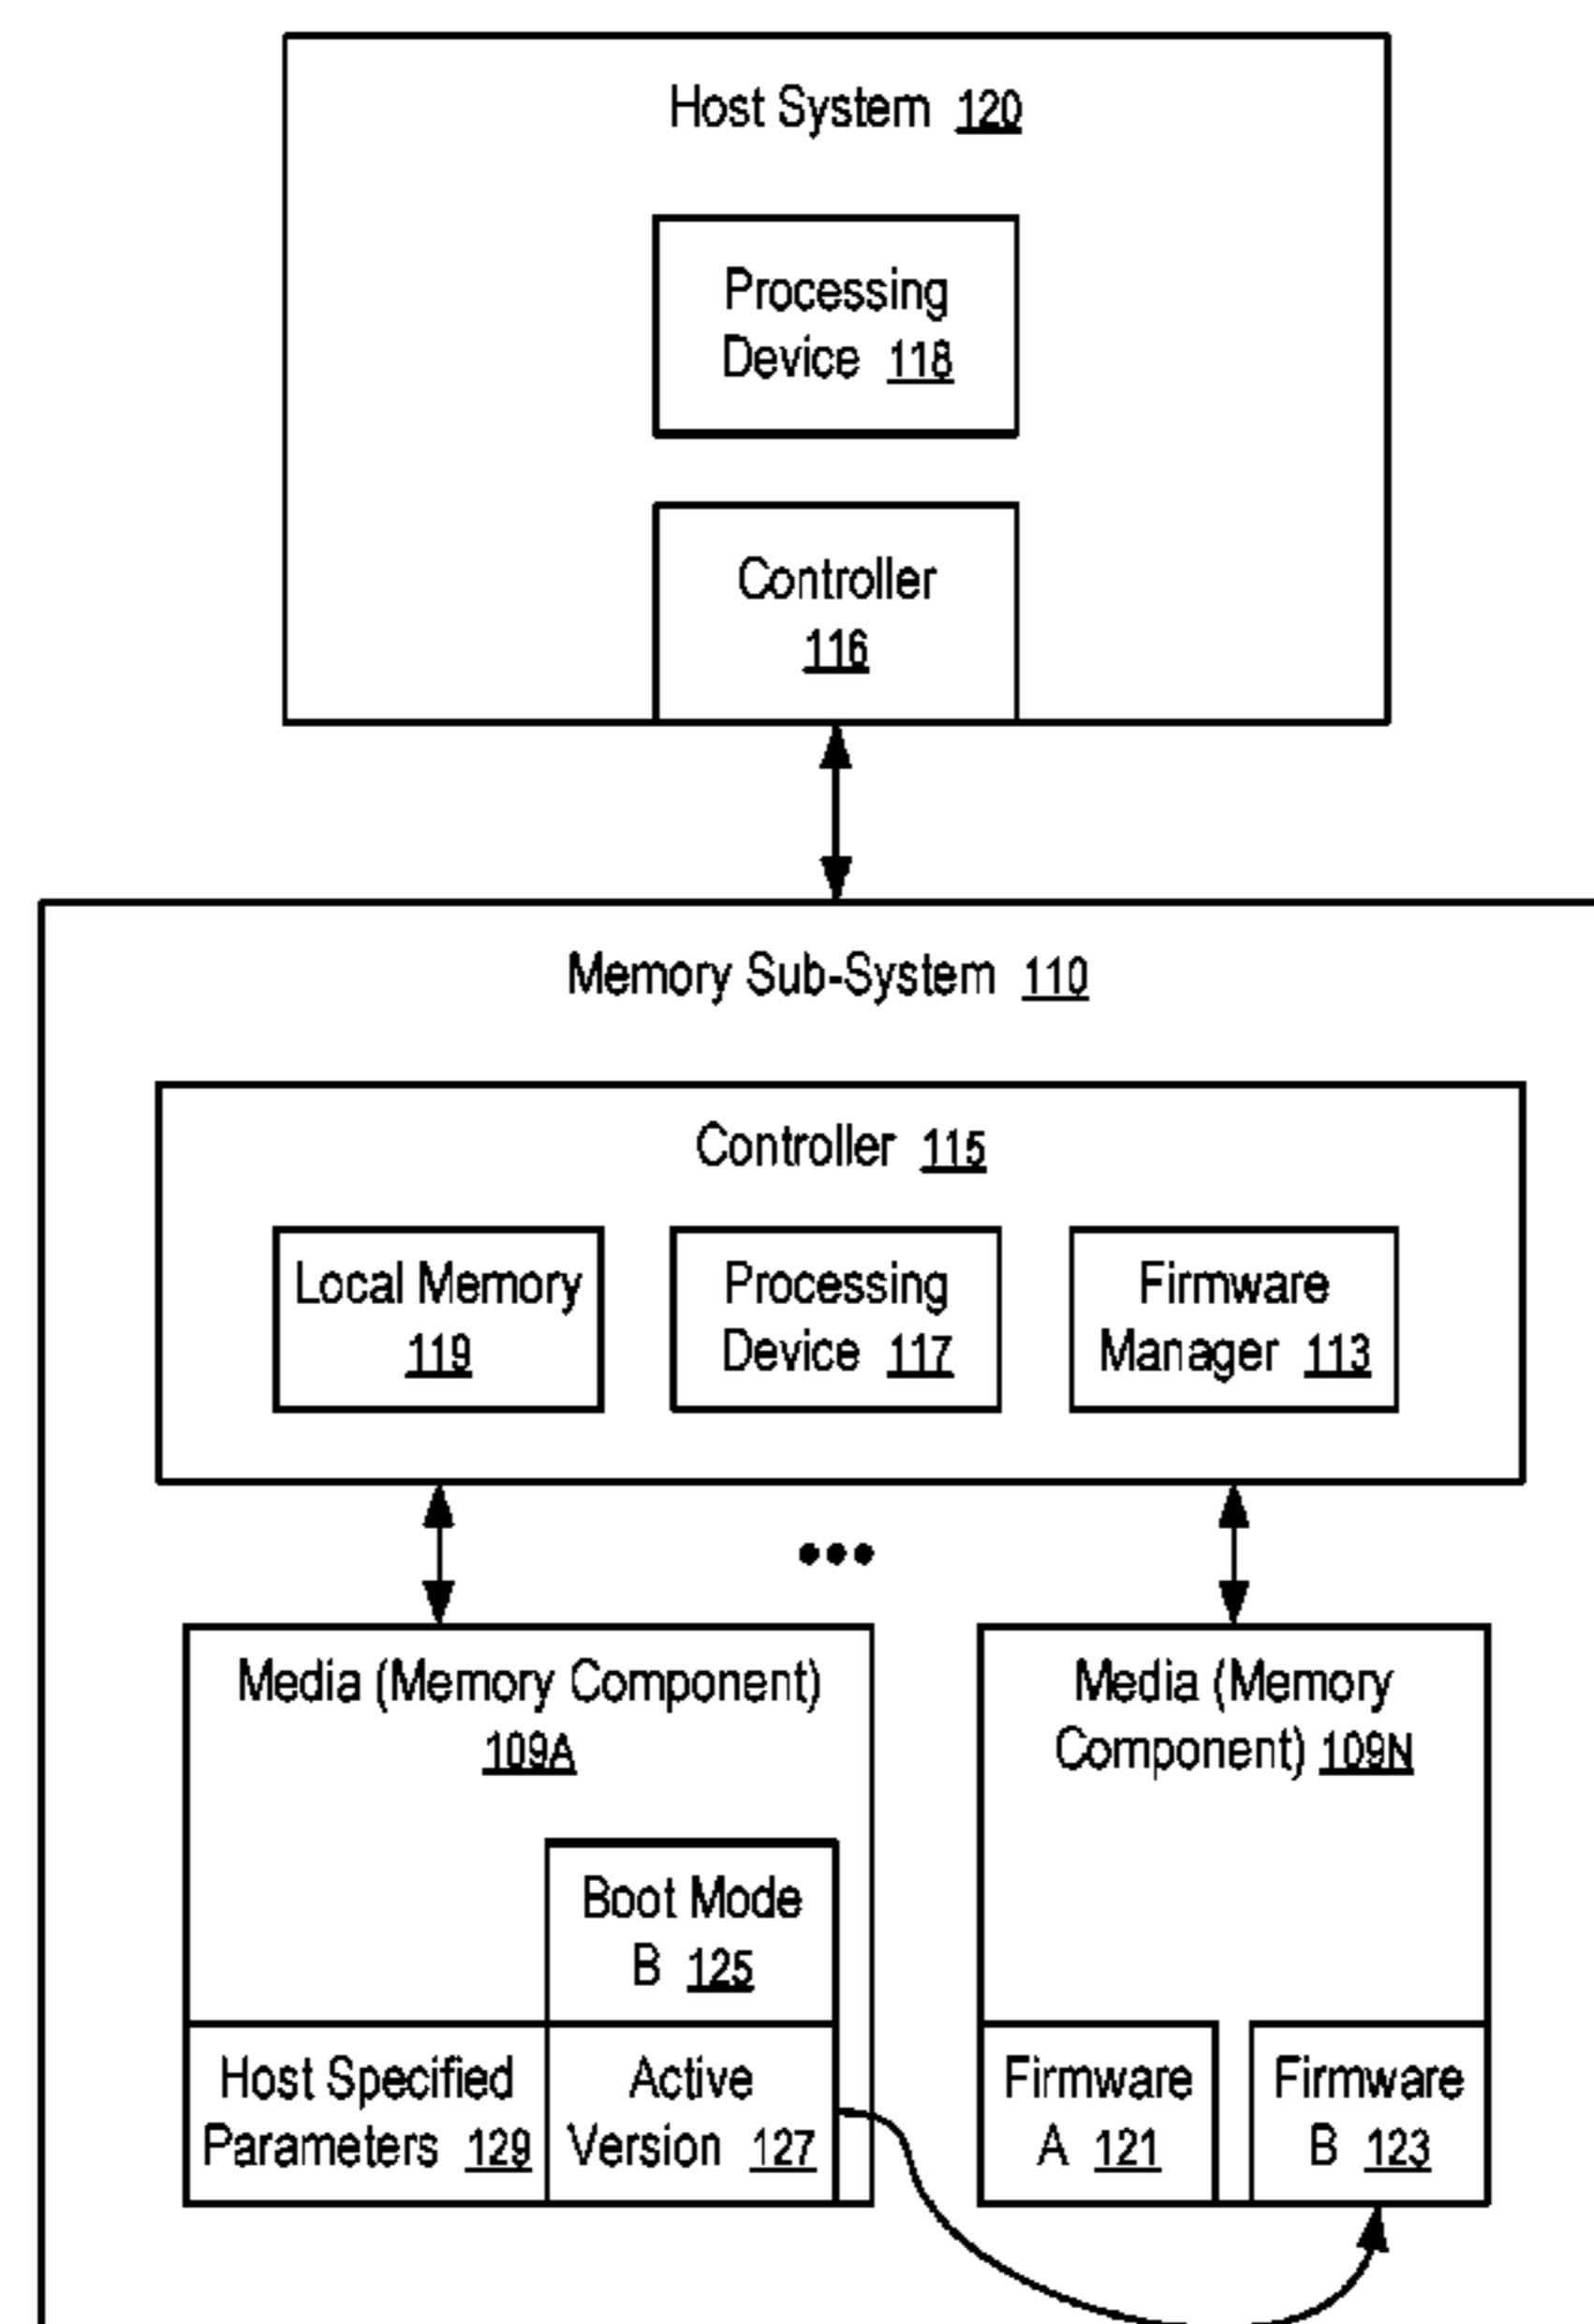 Host System 120
Processing
Device 118
Controller
116
Memory Sub-System 110
Controller 115
Local Memory
119
Processing
Device 117
Firmware
Manager 113
Media (Memory Component)
109A
Boot Mode
B 125
Host Specified
Parameters 129
Active
Version 127
Media (Memory
Component) 109N
Firmware
A 121
Firmware
B 123